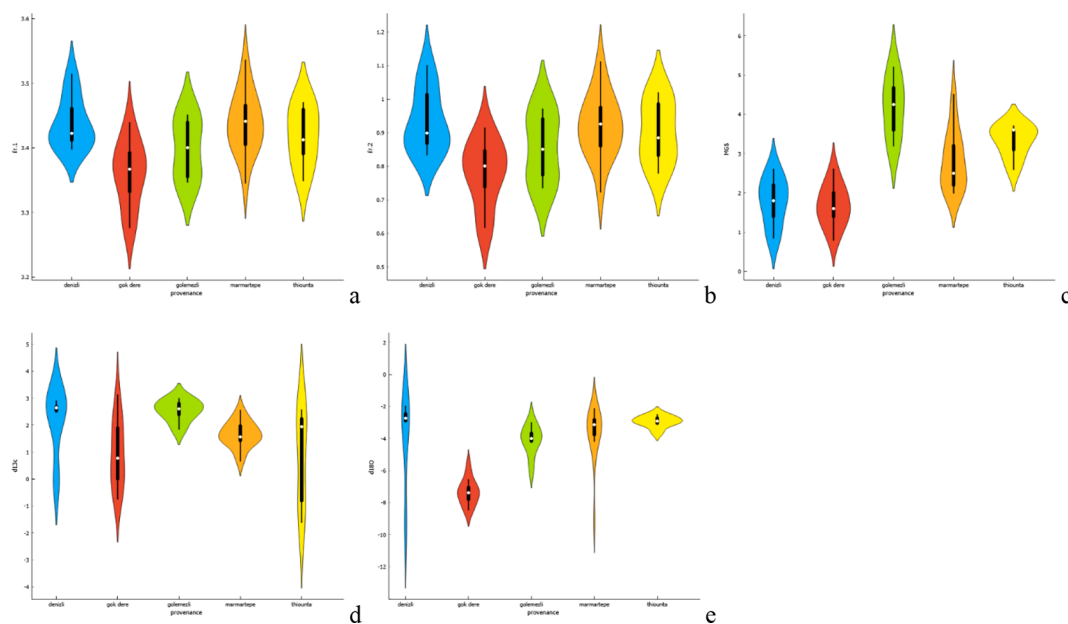 3.6
3.5
3.4
3.3
3.2
denizli
gok dere
golemezli
marmartepe
thiounta
provenance
a
1.2
1.1
1
0.9
0.8
0.7
0.6
0.5
denizli
gok dere
golemezli
marmartepe
thiounta
provenance
b
MGS
6
5
4
3
2
1
0
denizli
gok dere
golemezli
marmartepe
thiounta
provenance
c
d13c
5
4
3
2
1
0
-1
-2
-3
-4
denizli
gok dere
golemezli
marmartepe
thiounta
provenance
d
d18O
2
0
-2
-4
-6
-8
-10
-12
denizli
gok dere
golemezli
marmartepe
thiounta
provenance
e